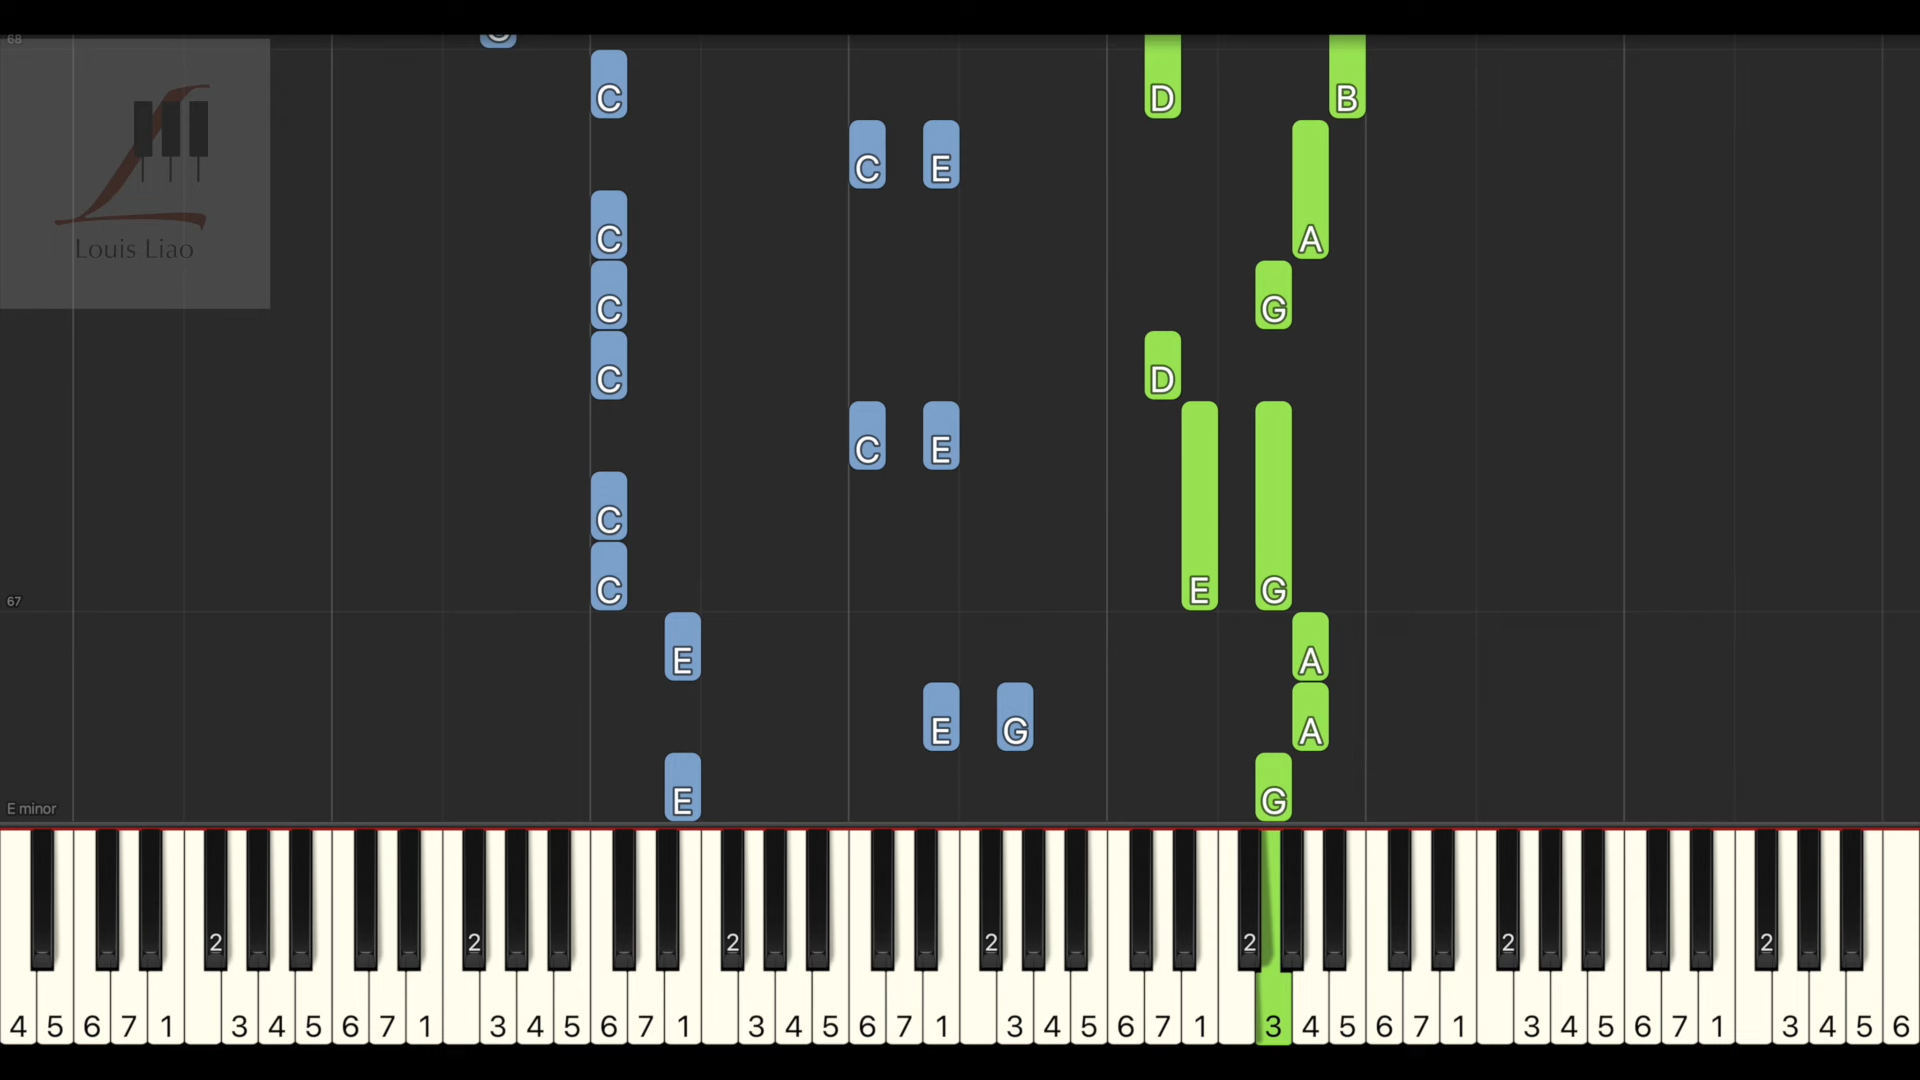 68
C
C D B
C E A
Louis Liao
C
C G
C D
C E
C
C E G
67
E A
E G A
E G
E minor
2 2 2 2 2 2 2
4 5 6 7 1 3 4 5 6 7 1 3 4 5 6 7 1 3 4 5 6 7 1 3 4 5 6 7 1 3 4 5 6 7 1 3 4 5 6 7 1 3 4 5 6